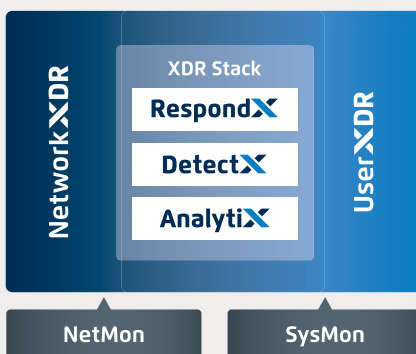 NetworkXDR
XDR Stack
RespondX
DetectX
AnalytiX
UserXDR
NetMon
SysMon